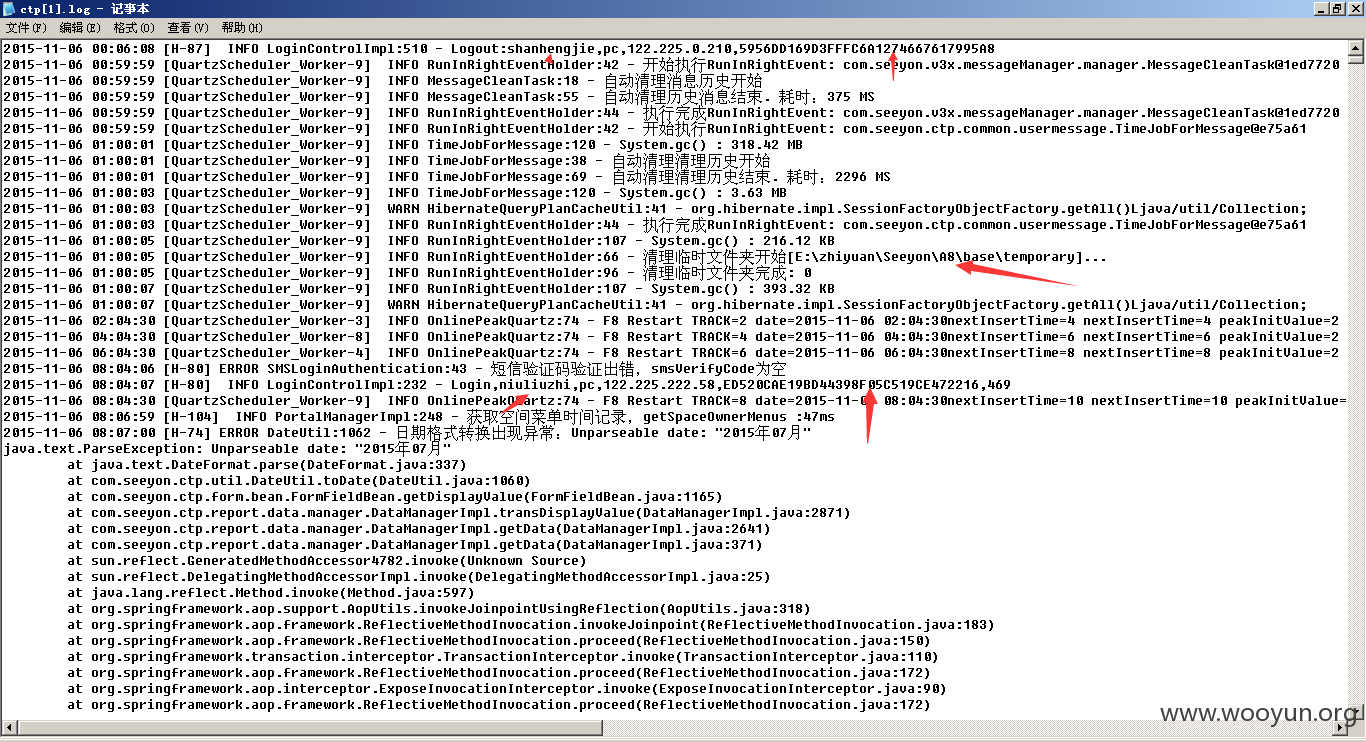 ctp[1].log - 记事本
文件(F) 编辑(E) 格式(O) 查看(V) 帮助(H)
2015-11-06 00:06:08 [H-87]  INFO LoginControlImpl:510 - Logout:shanhengjie,pc,122.225.0.210,5956DD169D3FFFC6A127466761799​5A8
2015-11-06 00:59:59 [QuartzScheduler_Worker-9]  INFO RunInRightEventHolder:42 - 开始执行RunInRightEvent: com.seeyon.v3x.messageManager.manager.MessageCleanTask@1ed7720
2015-11-06 00:59:59 [QuartzScheduler_Worker-9]  INFO MessageCleanTask:18 - 自动清理消息历史开始
2015-11-06 00:59:59 [QuartzScheduler_Worker-9]  INFO MessageCleanTask:55 - 自动清理历史消息结束. 耗时: 375 MS
2015-11-06 00:59:59 [QuartzScheduler_Worker-9]  INFO RunInRightEventHolder:44 - 执行完成RunInRightEvent: com.seeyon.v3x.messageManager.manager.MessageCleanTask@1ed7720
2015-11-06 00:59:59 [QuartzScheduler_Worker-9]  INFO RunInRightEventHolder:42 - 开始执行RunInRightEvent: com.seeyon.ctp.common.usermessage.TimeJobForMessage@e75a61
2015-11-06 01:00:01 [QuartzScheduler_Worker-9]  INFO TimeJobForMessage:120 - System.gc() : 318.42 MB
2015-11-06 01:00:01 [QuartzScheduler_Worker-9]  INFO TimeJobForMessage:38 - 自动清理清理历史开始
2015-11-06 01:00:01 [QuartzScheduler_Worker-9]  INFO TimeJobForMessage:69 - 自动清理清理历史结束. 耗时: 2296 MS
2015-11-06 01:00:03 [QuartzScheduler_Worker-9]  INFO TimeJobForMessage:120 - System.gc() : 3.63 MB
2015-11-06 01:00:03 [QuartzScheduler_Worker-9]  WARN HibernateQueryPlanCacheUtil:41 - org.hibernate.impl.SessionFactoryObjectFactory.getAll()Ljava/util/Collection;
2015-11-06 01:00:03 [QuartzScheduler_Worker-9]  INFO RunInRightEventHolder:44 - 执行完成RunInRightEvent: com.seeyon.ctp.common.usermessage.TimeJobForMessage@e75a61
2015-11-06 01:00:05 [QuartzScheduler_Worker-9]  INFO RunInRightEventHolder:107 - System.gc() : 216.12 KB
2015-11-06 01:00:05 [QuartzScheduler_Worker-9]  INFO RunInRightEventHolder:66 - 清理临时文件夹开始[E:\zhiyuan\Seeyon\A8\base\temporary]...
2015-11-06 01:00:05 [QuartzScheduler_Worker-9]  INFO RunInRightEventHolder:96 - 清理临时文件夹完成: 0
2015-11-06 01:00:07 [QuartzScheduler_Worker-9]  INFO RunInRightEventHolder:107 - System.gc() : 393.32 KB
2015-11-06 01:00:07 [QuartzScheduler_Worker-9]  WARN HibernateQueryPlanCacheUtil:41 - org.hibernate.impl.SessionFactoryObjectFactory.getAll()Ljava/util/Collection;
2015-11-06 02:04:30 [QuartzScheduler_Worker-3]  INFO OnlinePeakQuartz:74 - F8 Restart TRACK=2 date=2015-11-06 02:04:30nextInsertTime=4 nextInsertTime=4 peakInitValue=2
2015-11-06 04:04:30 [QuartzScheduler_Worker-8]  INFO OnlinePeakQuartz:74 - F8 Restart TRACK=4 date=2015-11-06 04:04:30nextInsertTime=6 nextInsertTime=6 peakInitValue=2
2015-11-06 06:04:30 [QuartzScheduler_Worker-4]  INFO OnlinePeakQuartz:74 - F8 Restart TRACK=6 date=2015-11-06 06:04:30nextInsertTime=8 nextInsertTime=8 peakInitValue=2
2015-11-06 08:04:06 [H-80] ERROR SMSLoginAuthentication:43 - 短信验证码验证出错, smsVerifyCode为空
2015-11-06 08:04:07 [H-80]  INFO LoginControlImpl:232 - Login,niuliuzhi,pc,122.225.222.58,ED520CAE19BD44398F05C519CE472216,469
2015-11-06 08:04:30 [QuartzScheduler_Worker-9]  INFO OnlinePeakQuartz:74 - F8 Restart TRACK=8 date=2015-11-0 08:04:30nextInsertTime=10 nextInsertTime=10 peakInitValue=
2015-11-06 08:06:59 [H-104]  INFO PortalManagerImpl:248 - 获取空间菜单时间记录, getSpaceOwnerMenus :47ms
2015-11-06 08:07:00 [H-74] ERROR DateUtil:1062 - 日期格式转换出现异常: Unparseable date: "2015年07月"
java.text.ParseException: Unparseable date: "2015年07月"
at java.text.DateFormat.parse(DateFormat.java:337)
at com.seeyon.ctp.util.DateUtil.toDate(DateUtil.java:1060)
at com.seeyon.ctp.form.bean.FormFieldBean.getDisplayValue(FormFieldBean.java:1165)
at com.seeyon.ctp.report.data.manager.DataManagerImpl.transDisplayValue(DataManagerImpl.java:2871)
at com.seeyon.ctp.report.data.manager.DataManagerImpl.getData(DataManagerImpl.java:2641)
at com.seeyon.ctp.report.data.manager.DataManagerImpl.getData(DataManagerImpl.java:371)
at sun.reflect.GeneratedMethodAccessor4782.invoke(Unknown Source)
at sun.reflect.DelegatingMethodAccessorImpl.invoke(DelegatingMethodAccessorImpl.java:25)
at java.lang.reflect.Method.invoke(Method.java:597)
at org.springframework.aop.support.AopUtils.invokeJoinpointUsingReflection(AopUtils.java:318)
at org.springframework.aop.framework.ReflectiveMethodInvocation.invokeJoinpoint(ReflectiveMethodInvocation.java:183)
at org.springframework.aop.framework.ReflectiveMethodInvocation.proceed(ReflectiveMethodInvocation.java:150)
at org.springframework.transaction.interceptor.TransactionInterceptor.invoke(TransactionInterceptor.java:110)
at org.springframework.aop.framework.ReflectiveMethodInvocation.proceed(ReflectiveMethodInvocation.java:172)
at org.springframework.aop.interceptor.ExposeInvocationInterceptor.invoke(ExposeInvocationInterceptor.java:90)
at org.springframework.aop.framework.ReflectiveMethodInvocation.proceed(ReflectiveMethodInvocation.java:172)
www.wooyun.org